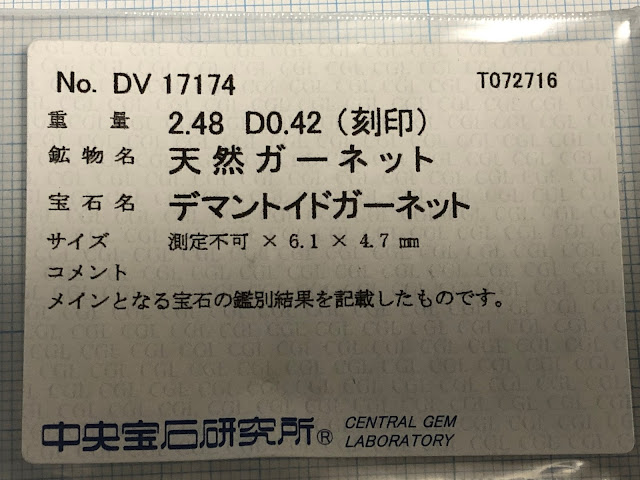 No. DV 17174 T072716
重量 2.48 D0.42 (刻印)
鉱物名 天然ガーネット
宝石名 デマントイドガーネット
サイズ 測定不可 × 6.1 × 4.7 ㎜
コメント
メインとなる宝石の鑑別結果を記載したものです。
中央宝石研究所® CENTRAL GEM
LABORATORY